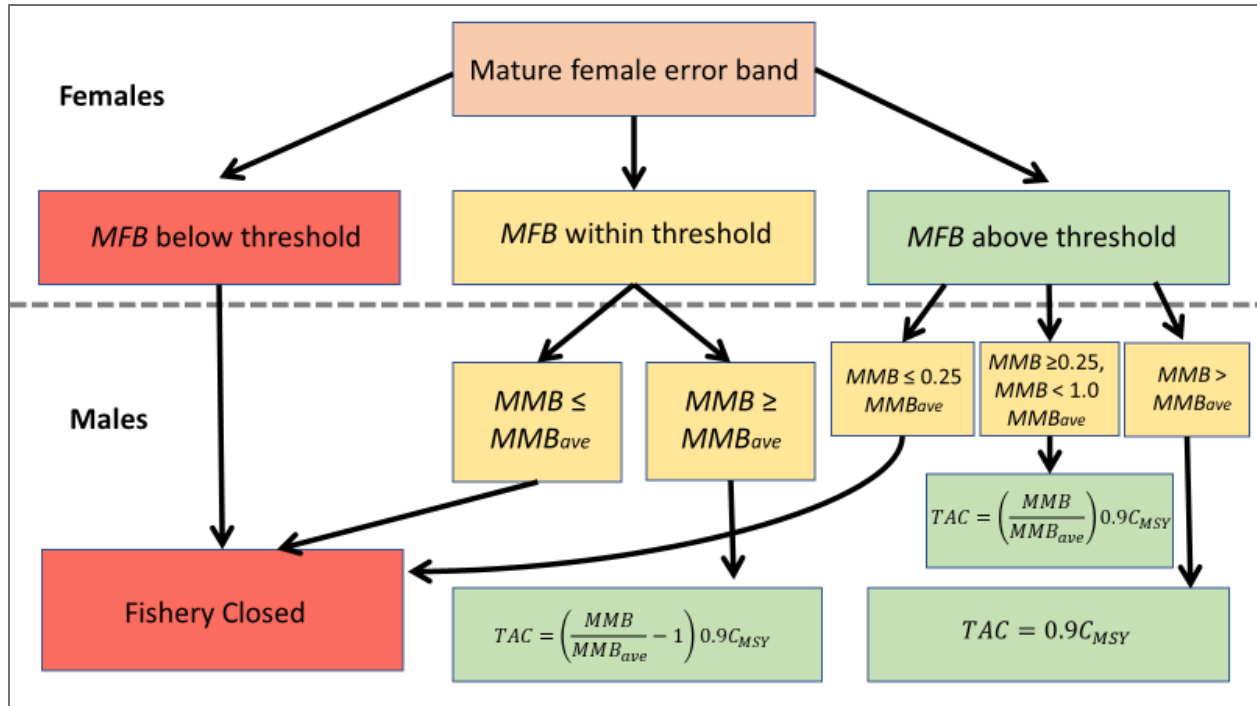 Mature female error band
Females
MFB below threshold
MFB within threshold
MFB above threshold
Males
MMB ≤
MMBave
MMB ≥
MMBave
MMB ≤ 0.25
MMBave
MMB ≥0.25,
MMB < 1.0
MMBave
MMB >
MMBave
TAC = (MMB/MMBave) 0.9CMSY
Fishery Closed
TAC = (MMB/MMBave − 1) 0.9CMSY
TAC = 0.9CMSY